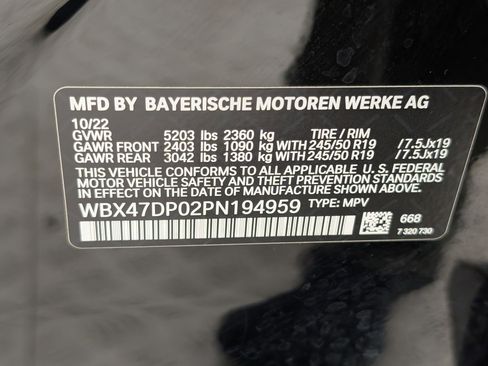 MFD BY BAYERISCHE MOTOREN WERKE AG
10/22
GVWR 5203 lbs 2360 kg TIRE / RIM
GAWR FRONT 2403 lbs 1090 kg WITH 245/50 R19 /7.5Jx19
GAWR REAR 3042 lbs 1380 kg WITH 245/50 R19 /7.5Jx19
THIS VEHICLE CONFORMS TO ALL APPLICABLE U.S. FEDERAL
MOTOR VEHICLE SAFETY, BUMPER, AND THEFT PREVENTION
STANDARDS IN EFFECT ON THE DATE OF MANUFACTURE SHOWN ABOVE.
WBX47DP02PN194959 TYPE: MPV
668
7 320 730